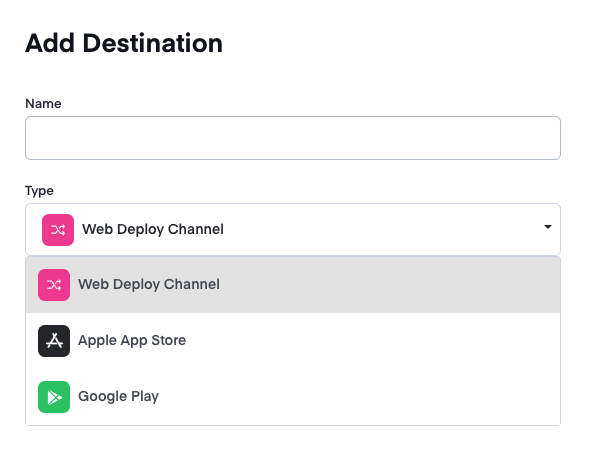 Add Destination
Name
Type
Web Deploy Channel
Web Deploy Channel
Apple App Store
Google Play